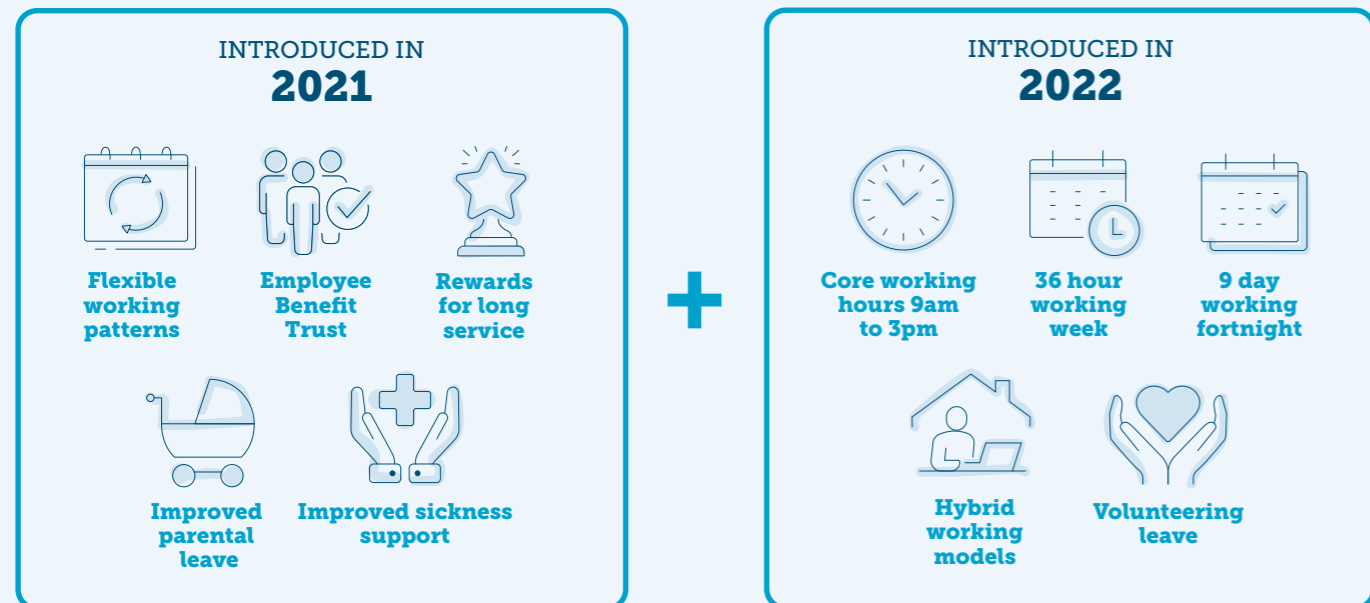 INTRODUCED IN
2021
Flexible
working
patterns
Employee
Benefit
Trust
Rewards
for long
service
Improved
parental
leave
Improved sickness
support
+
INTRODUCED IN
2022
Core working
hours 9am
to 3pm
36 hour
working
week
9 day
working
fortnight
Hybrid
working
models
Volunteering
leave